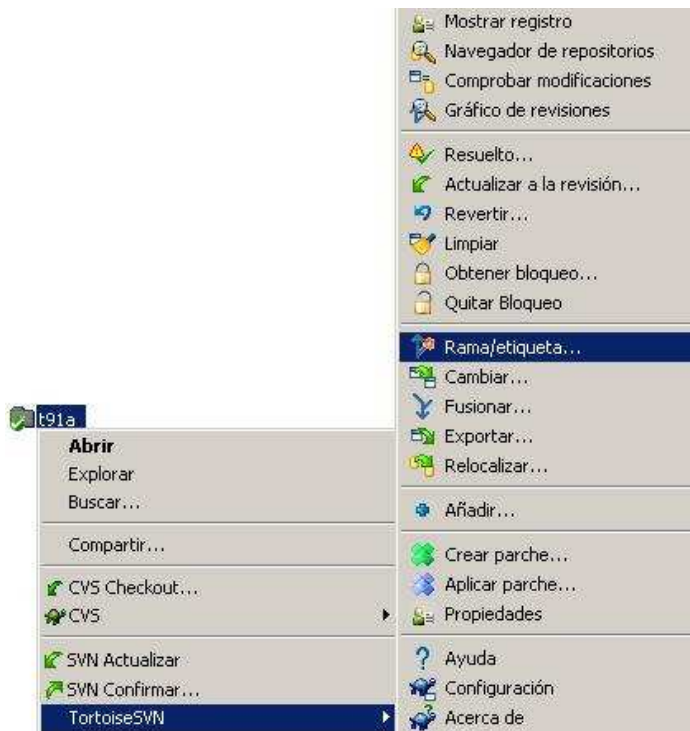 Mostrar registro
Navegador de repositorios
Comprobar modificaciones
Gráfico de revisiones
Resuelto...
Actualizar a la revisión...
Revertir...
Limpiar
Obtener bloqueo...
Quitar Bloqueo
Rama/etiqueta...
Cambiar...
Fusionar...
Exportar...
Relocalizar...
Añadir...
Crear parche...
Aplicar parche...
Propiedades
Ayuda
Configuración
Acerca de
t91a
Abrir
Explorar
Buscar...
Compartir...
CVS Checkout...
CVS
SVN Actualizar
SVN Confirmar...
TortoiseSVN